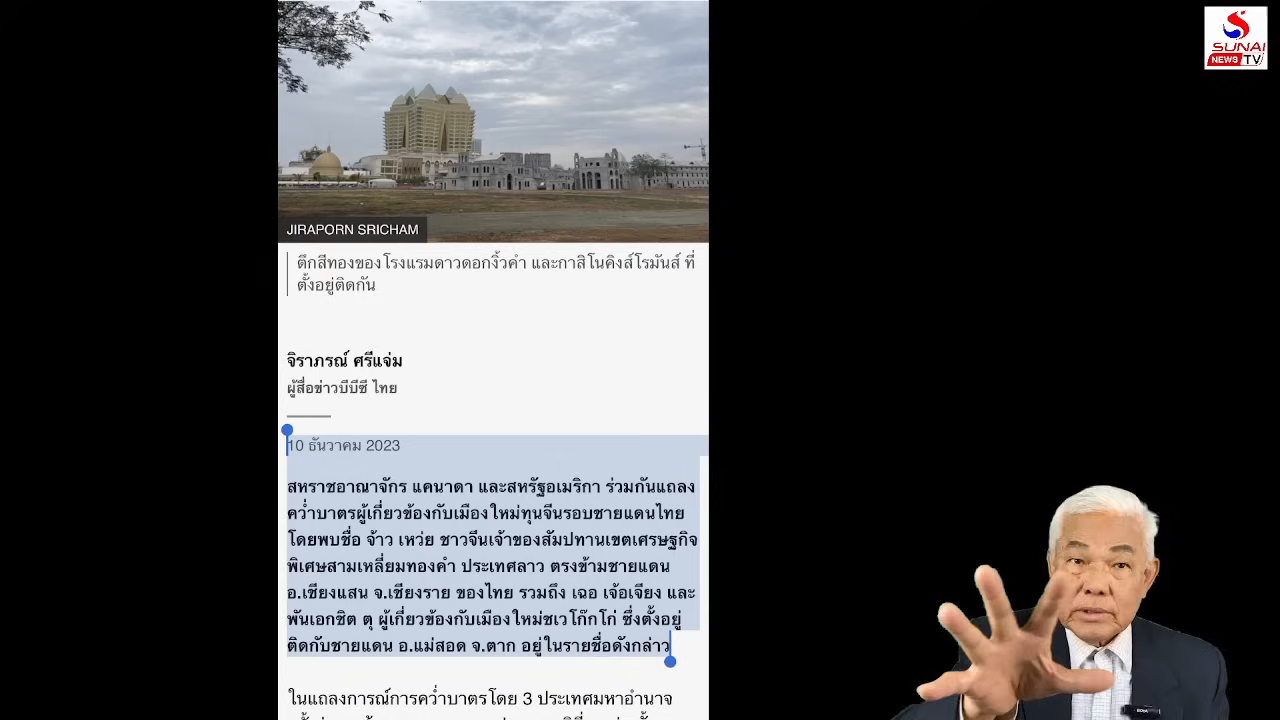 SUNAI
NEWS TV
JIRAPORN SRICHAM
ตึกสีทองของโรงแรมดาวดอกงิ้วคำ และกาสิโนคิงส์โรมันส์ ที่
ตั้งอยู่ติดกัน
จิราภรณ์ ศรีแจ่ม
ผู้สื่อข่าวบีบีซี ไทย
10 ธันวาคม 2023
สหราชอาณาจักร แคนาดา และสหรัฐอเมริกา ร่วมกันแถลง
คว่ำบาตรผู้เกี่ยวข้องกับเมืองใหม่ทุนจีนรอบชายแดนไทย
โดยพบชื่อ จ้าว เหว่ย ชาวจีนเจ้าของสัมปทานเขตเศรษฐกิจ
พิเศษสามเหลี่ยมทองคำ ประเทศลาว ตรงข้ามชายแดน
อ.เชียงแสน จ.เชียงราย ของไทย รวมถึง เฉอ เจ้อเจียง และ
พันเอกชิต ตุ ผู้เกี่ยวข้องกับเมืองใหม่ชเวโก๊กโก่ ซึ่งตั้งอยู่
ติดกับชายแดน อ.แม่สอด จ.ตาก อยู่ในรายชื่อดังกล่าว
ในแถลงการณ์การคว่ำบาตรโดย 3 ประเทศมหาอำนาจ